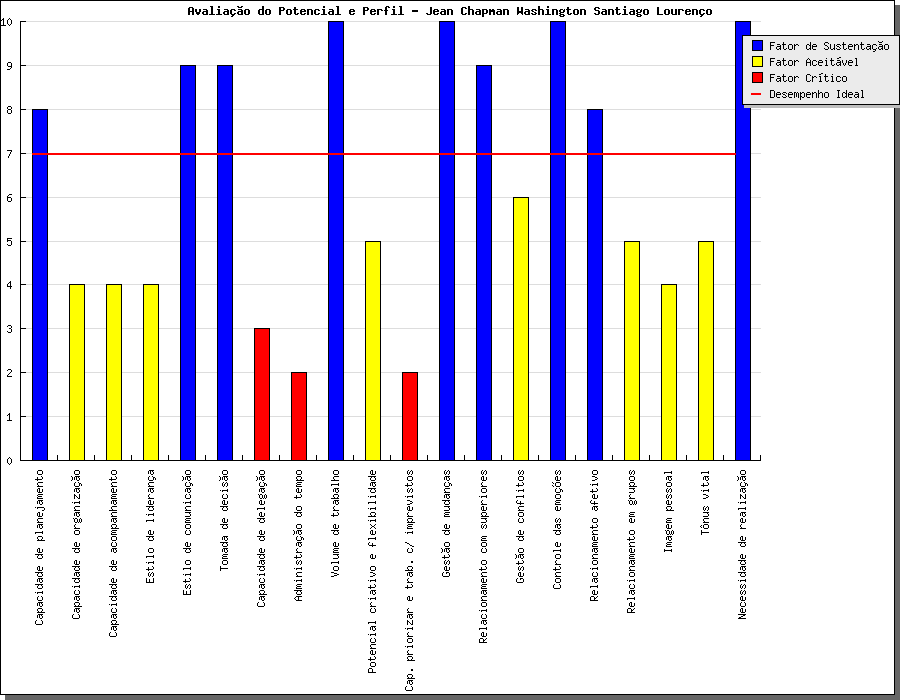 Avaliação do Potencial e Perfil - Jean Chapman Washington Santiago Lourenço
10
9
8
7
6
5
4
3
2
1
0
Fator de Sustentação
Fator Aceitável
Fator Crítico
Desempenho Ideal
Capacidade de planejamento
Capacidade de organização
Capacidade de acompanhamento
Estilo de liderança
Estilo de comunicação
Tomada de decisão
Capacidade de delegação
Administração do tempo
Volume de trabalho
Potencial criativo e flexibilidade
Cap. priorizar e trab. c/ imprevistos
Gestão de mudanças
Relacionamento com superiores
Gestão de conflitos
Controle das emoções
Relacionamento afetivo
Relacionamento em grupos
Imagem pessoal
Tônus vital
Necessidade de realização